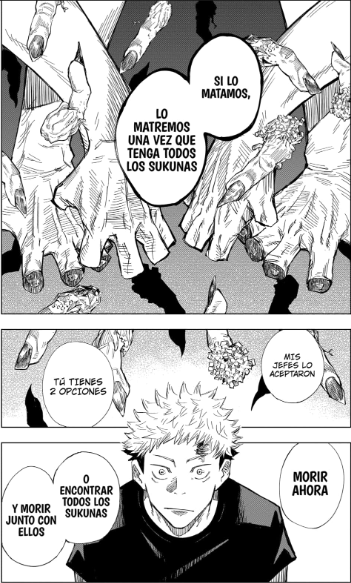 SI LO
MATAMOS,
LO
MATREMOS
UNA VEZ QUE
TENGA TODOS
LOS SUKUNAS
MIS
JEFES LO
ACEPTARON
TÚ TIENES
2 OPCIONES
MORIR
AHORA
O
ENCONTRAR
TODOS LOS
SUKUNAS
Y MORIR
JUNTO CON
ELLOS